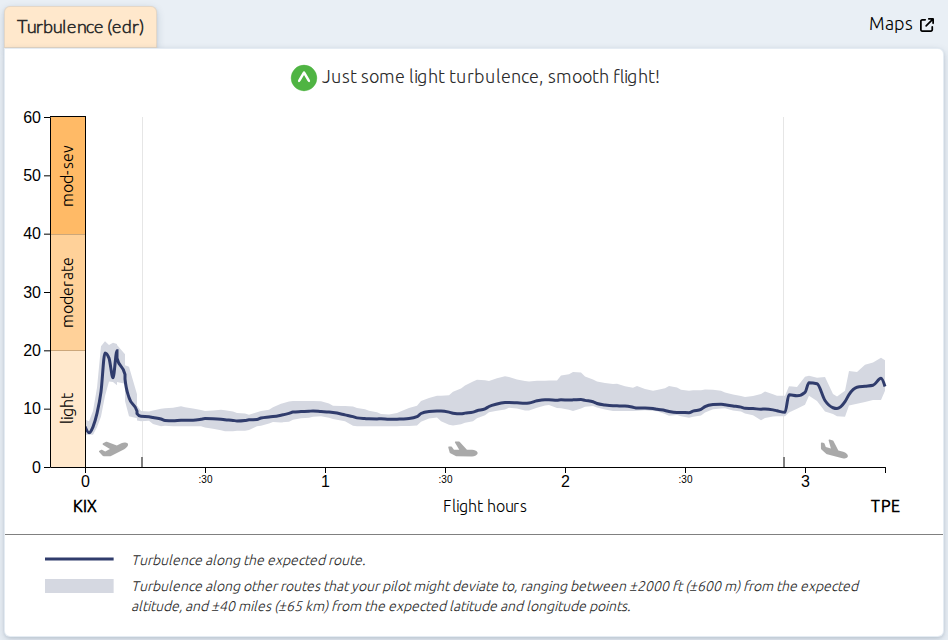 Turbulence (edr)
Maps
Just some light turbulence, smooth flight!
60
50
40
30
20
10
0
mod-sev
moderate
light
0
:30
1
:30
2
:30
3
KIX
Flight hours
TPE
Turbulence along the expected route.
Turbulence along other routes that your pilot might deviate to, ranging between ±2000 ft (±600 m) from the expected
altitude, and ±40 miles (±65 km) from the expected latitude and longitude points.